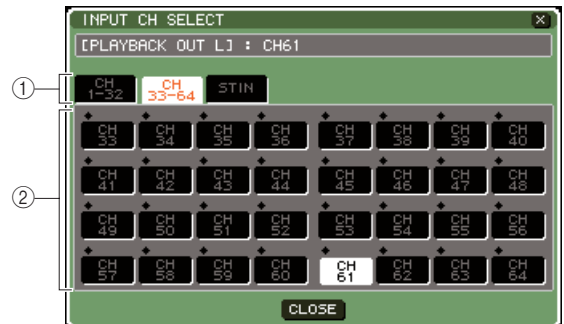 INPUT CH SELECT
[PLAYBACK OUT L] : CH61
①
CH 1-32 CH 33-64 STIN
②
CH 33 CH 34 CH 35 CH 36 CH 37 CH 38 CH 39 CH 40
CH 41 CH 42 CH 43 CH 44 CH 45 CH 46 CH 47 CH 48
CH 49 CH 50 CH 51 CH 52 CH 53 CH 54 CH 55 CH 56
CH 57 CH 58 CH 59 CH 60 CH 61 CH 62 CH 63 CH 64
CLOSE